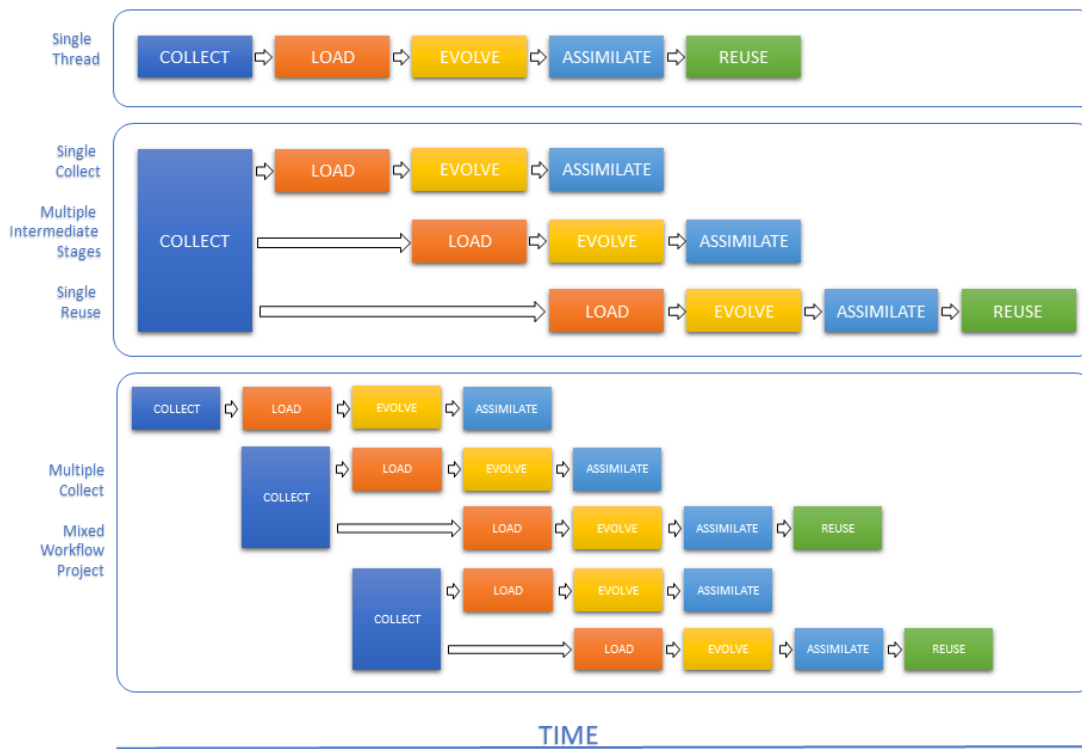 Single
Thread
COLLECT
LOAD
EVOLVE
ASSIMILATE
REUSE
Single
Collect
Multiple
Intermediate
Stages
Single
Reuse
COLLECT
LOAD
EVOLVE
ASSIMILATE
LOAD
EVOLVE
ASSIMILATE
LOAD
EVOLVE
ASSIMILATE
REUSE
Multiple
Collect
Mixed
Workflow
Project
COLLECT
LOAD
EVOLVE
ASSIMILATE
COLLECT
LOAD
EVOLVE
ASSIMILATE
LOAD
EVOLVE
ASSIMILATE
REUSE
COLLECT
LOAD
EVOLVE
ASSIMILATE
LOAD
EVOLVE
ASSIMILATE
REUSE
TIME